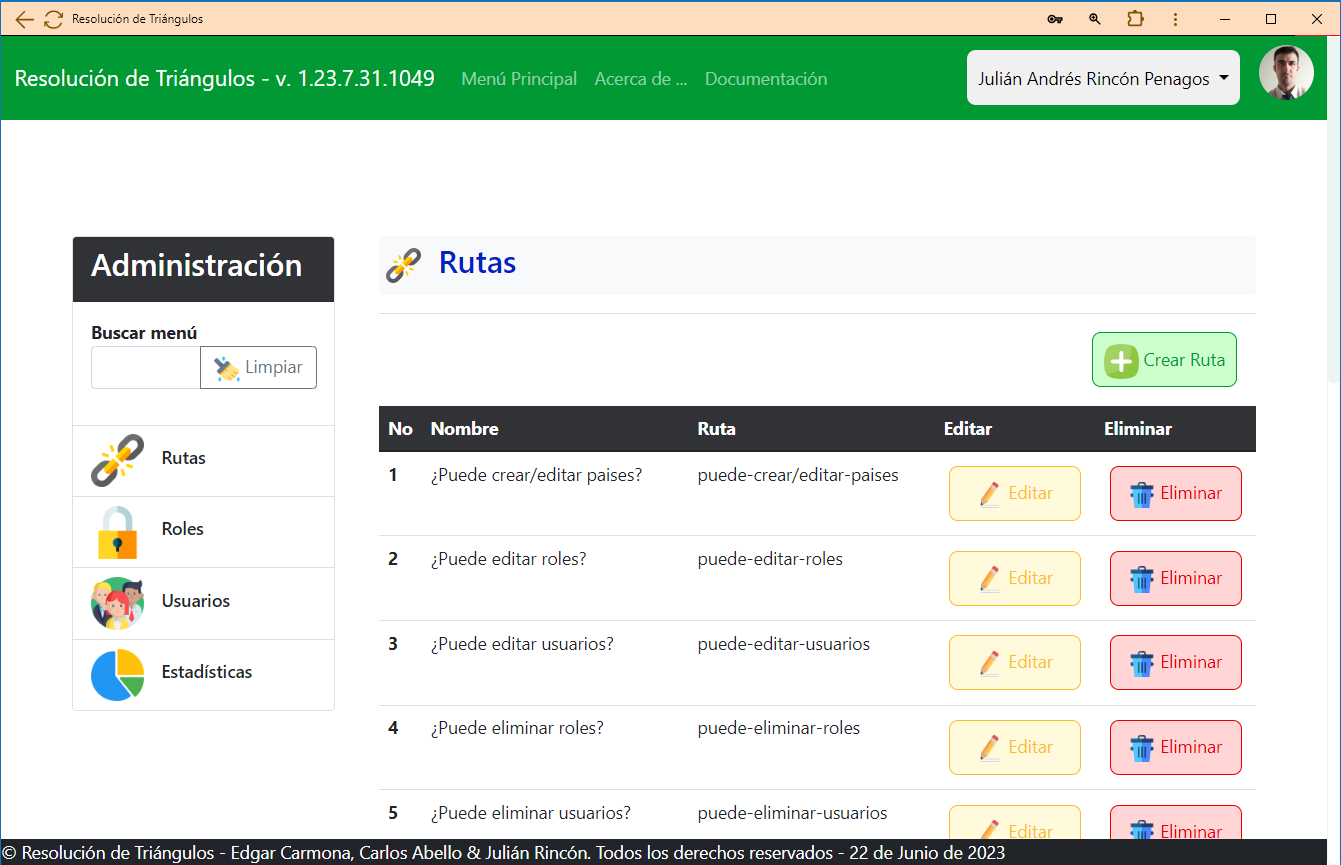 Resolución de Triángulos
Resolución de Triángulos - v. 1.23.7.31.1049 Menú Principal Acerca de ... Documentación Julián Andrés Rincón Penagos
Administración
Buscar menú
Limpiar
Rutas
Roles
Usuarios
Estadísticas
Rutas
Crear Ruta
No Nombre Ruta Editar Eliminar
1 ¿Puede crear/editar paises? puede-crear/editar-paises Editar Eliminar
2 ¿Puede editar roles? puede-editar-roles Editar Eliminar
3 ¿Puede editar usuarios? puede-editar-usuarios Editar Eliminar
4 ¿Puede eliminar roles? puede-eliminar-roles Editar Eliminar
5 ¿Puede eliminar usuarios? puede-eliminar-usuarios Editar Eliminar
© Resolución de Triángulos - Edgar Carmona, Carlos Abello & Julián Rincón. Todos los derechos reservados - 22 de Junio de 2023